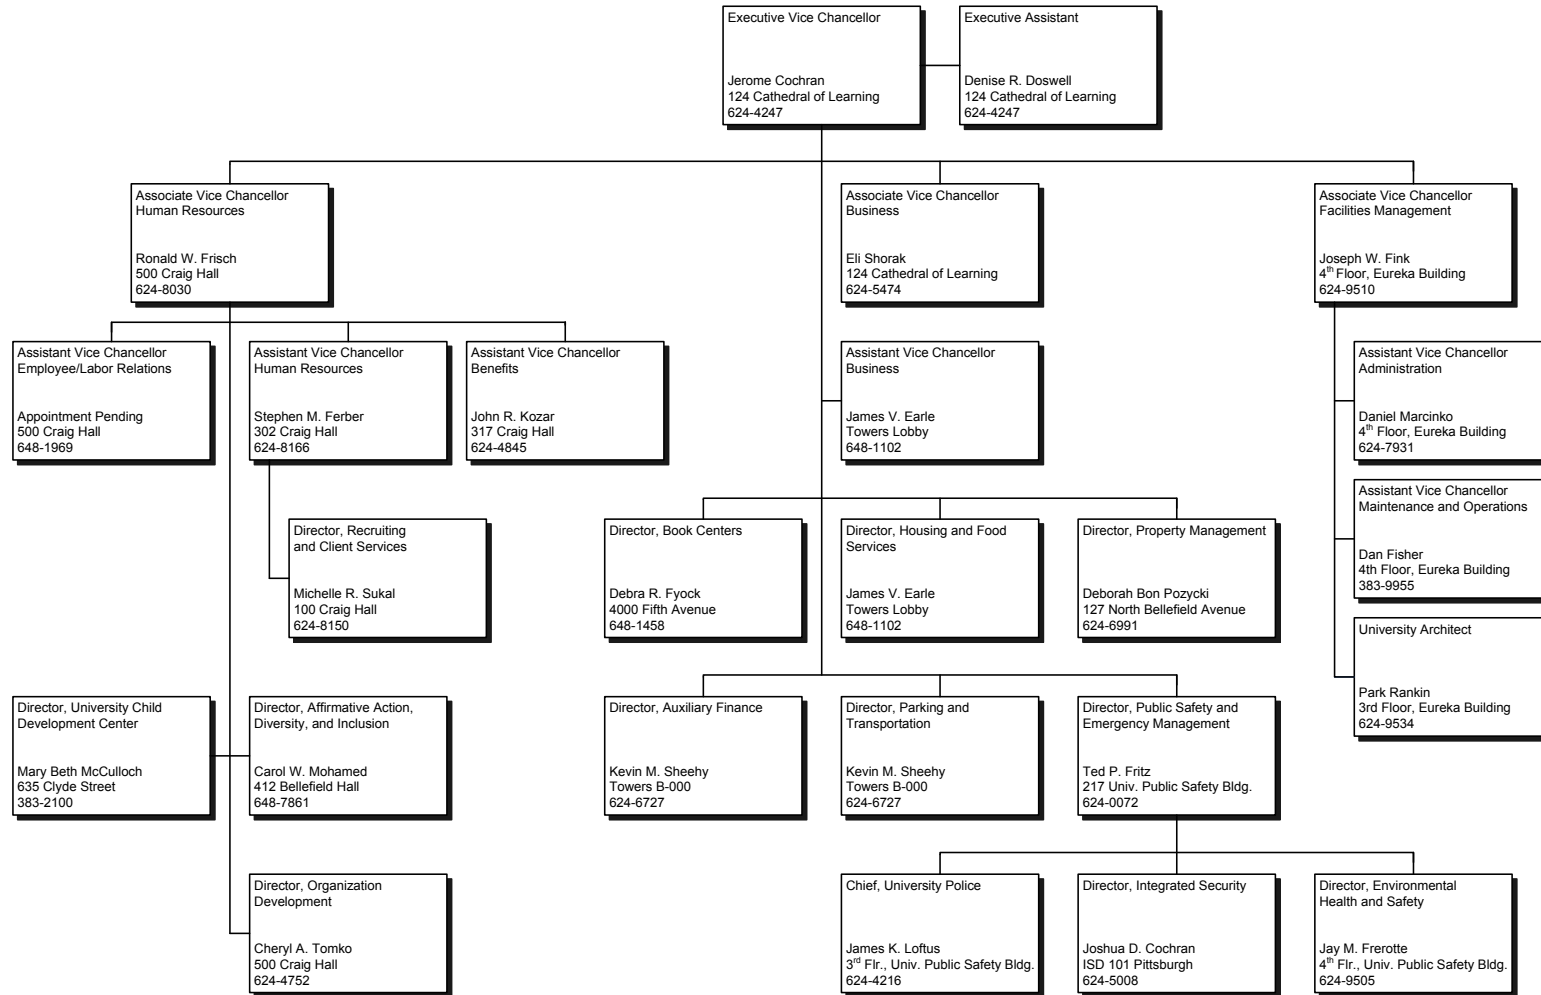 Executive Vice Chancellor
Jerome Cochran
124 Cathedral of Learning
624-4247
Executive Assistant
Denise R. Doswell
124 Cathedral of Learning
624-4247
Associate Vice Chancellor
Human Resources
Ronald W. Frisch
500 Craig Hall
624-8030
Associate Vice Chancellor
Business
Eli Shorak
124 Cathedral of Learning
624-5474
Associate Vice Chancellor
Facilities Management
Joseph W. Fink
4th Floor, Eureka Building
624-9510
Assistant Vice Chancellor
Employee/Labor Relations
Appointment Pending
500 Craig Hall
648-1969
Assistant Vice Chancellor
Human Resources
Stephen M. Ferber
302 Craig Hall
624-8166
Assistant Vice Chancellor
Benefits
John R. Kozar
317 Craig Hall
624-4845
Assistant Vice Chancellor
Business
James V. Earle
Towers Lobby
648-1102
Assistant Vice Chancellor
Administration
Daniel Marcinko
4th Floor, Eureka Building
624-7931
Assistant Vice Chancellor
Maintenance and Operations
Dan Fisher
4th Floor, Eureka Building
383-9955
Director, Recruiting
and Client Services
Michelle R. Sukal
100 Craig Hall
624-8150
Director, Book Centers
Debra R. Fyock
4000 Fifth Avenue
648-1458
Director, Housing and Food
Services
James V. Earle
Towers Lobby
648-1102
Director, Property Management
Deborah Bon Pozycki
127 North Bellefield Avenue
624-6991
University Architect
Park Rankin
3rd Floor, Eureka Building
624-9534
Director, University Child
Development Center
Mary Beth McCulloch
635 Clyde Street
383-2100
Director, Affirmative Action,
Diversity, and Inclusion
Carol W. Mohamed
412 Bellefield Hall
648-7861
Director, Auxiliary Finance
Kevin M. Sheehy
Towers B-000
624-6727
Director, Parking and
Transportation
Kevin M. Sheehy
Towers B-000
624-6727
Director, Public Safety and
Emergency Management
Ted P. Fritz
217 Univ. Public Safety Bldg.
624-0072
Director, Organization
Development
Cheryl A. Tomko
500 Craig Hall
624-4752
Chief, University Police
James K. Loftus
3rd Flr., Univ. Public Safety Bldg.
624-4216
Director, Integrated Security
Joshua D. Cochran
ISD 101 Pittsburgh
624-5008
Director, Environmental
Health and Safety
Jay M. Frerotte
4th Flr., Univ. Public Safety Bldg.
624-9505